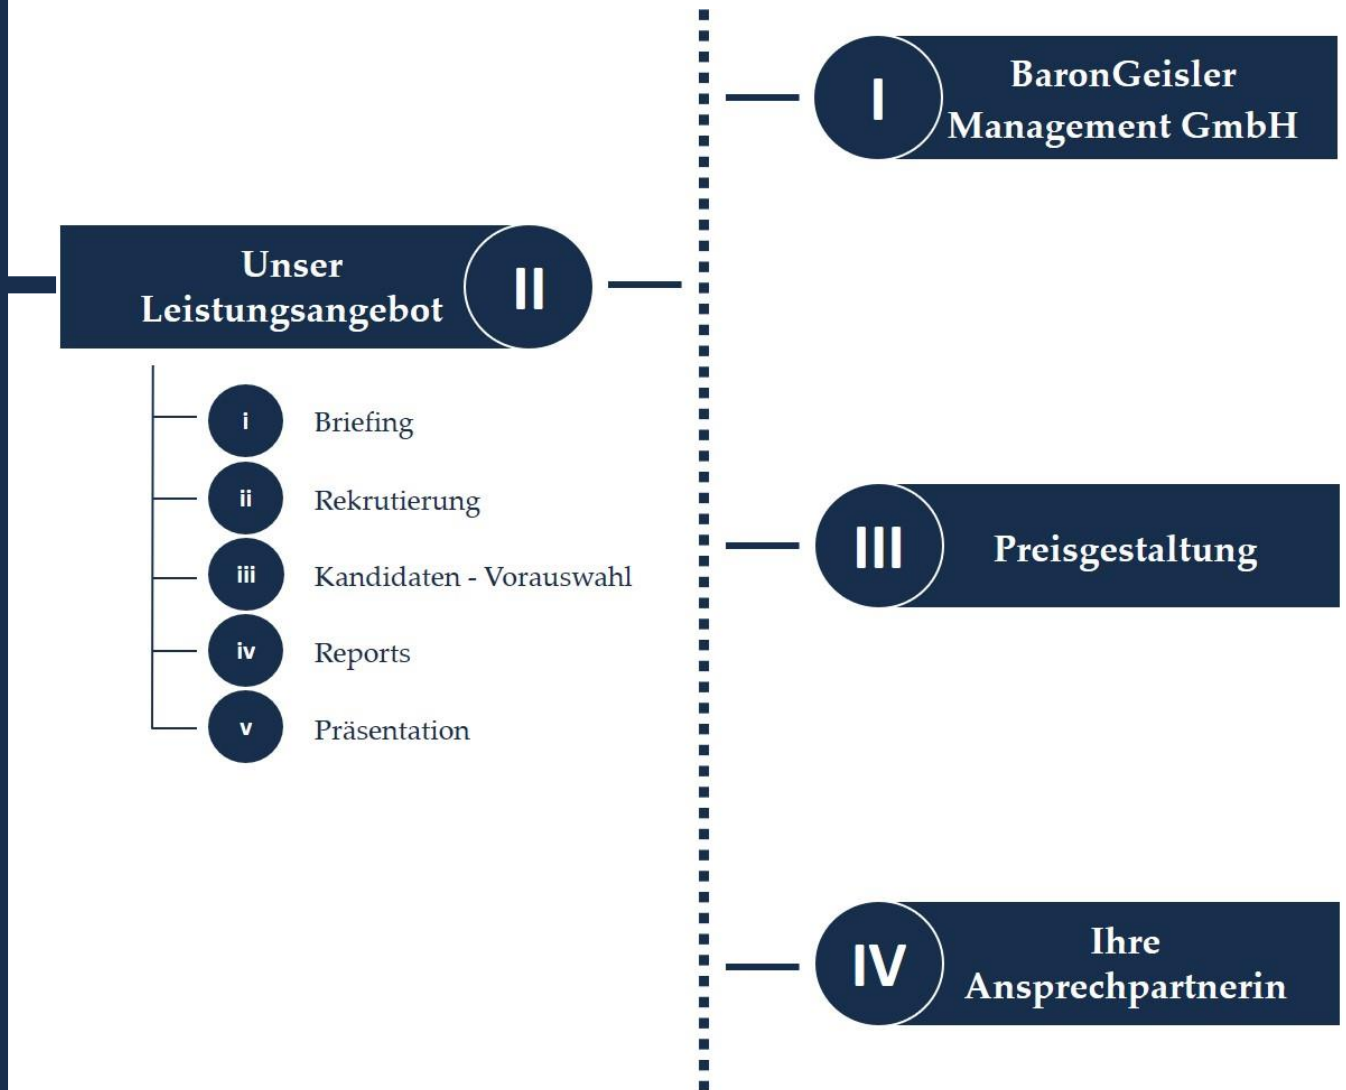 I
BaronGeisler
Management GmbH
Unser
Leistungsangebot
II
i
Briefing
ii
Rekrutierung
iii
Kandidaten - Vorauswahl
iv
Reports
v
Präsentation
III
Preisgestaltung
IV
Ihre
Ansprechpartnerin